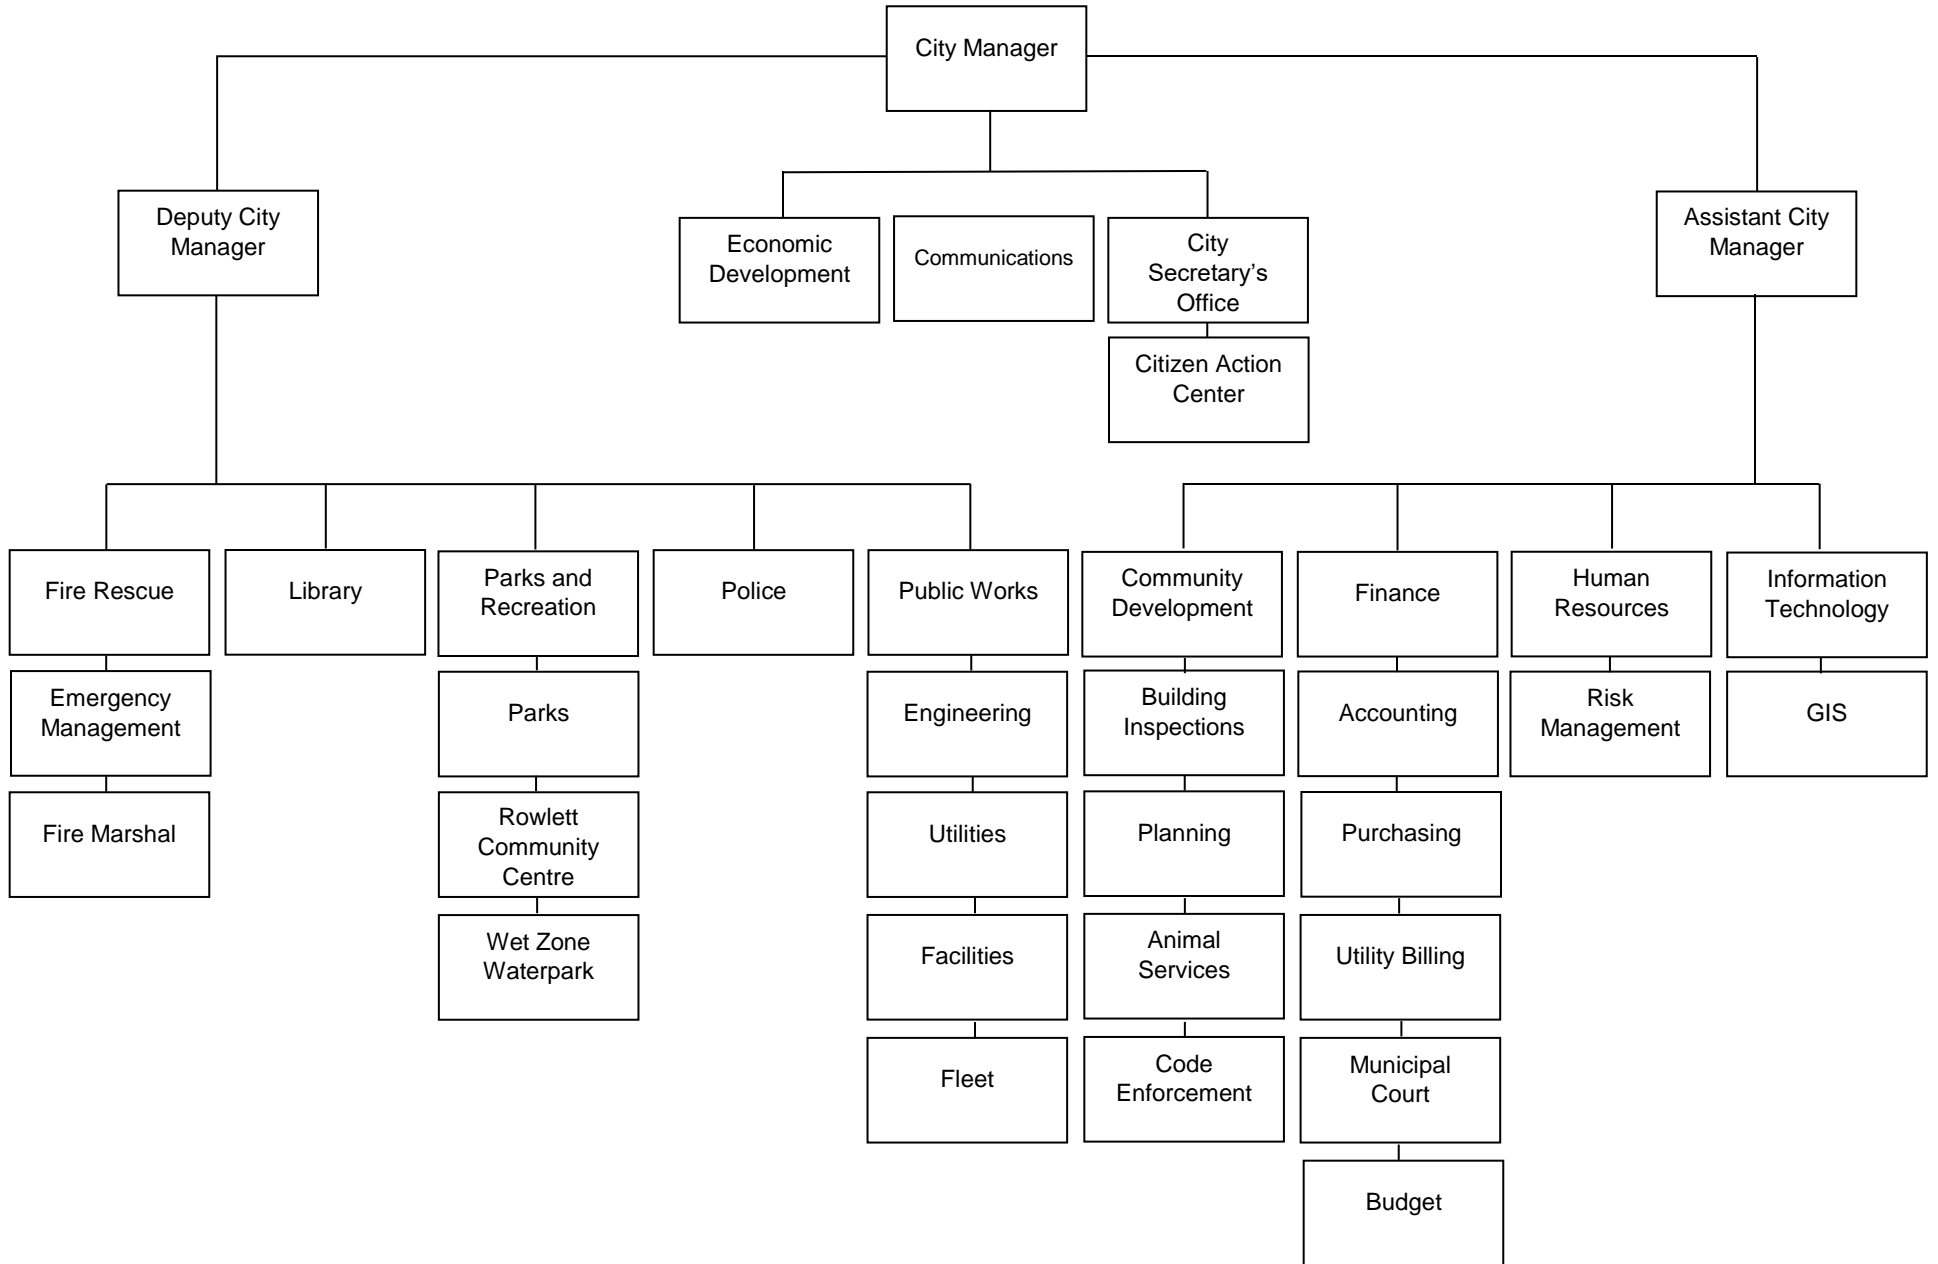 City Manager
Deputy City
Manager
Economic
Development
Communications
City
Secretary’s
Office
Assistant City
Manager
Citizen Action
Center
Fire Rescue
Library
Parks and
Recreation
Police
Public Works
Community
Development
Finance
Human
Resources
Information
Technology
Emergency
Management
Parks
Engineering
Building
Inspections
Accounting
Risk
Management
GIS
Fire Marshal
Rowlett
Community
Centre
Utilities
Planning
Purchasing
Wet Zone
Waterpark
Facilities
Animal
Services
Utility Billing
Fleet
Code
Enforcement
Municipal
Court
Budget